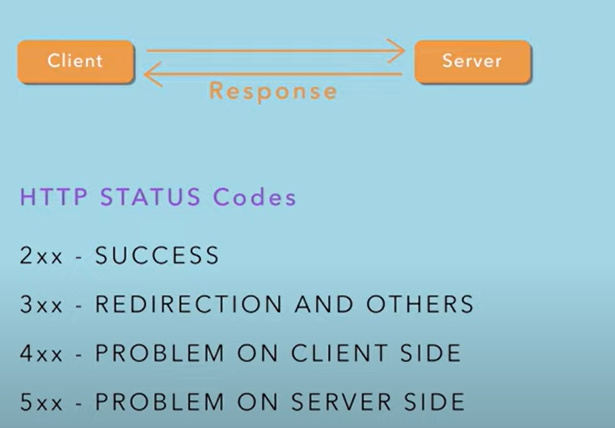 Client
Server
Response
HTTP STATUS Codes
2xx - SUCCESS
3xx - REDIRECTION AND OTHERS
4xx - PROBLEM ON CLIENT SIDE
5xx - PROBLEM ON SERVER SIDE